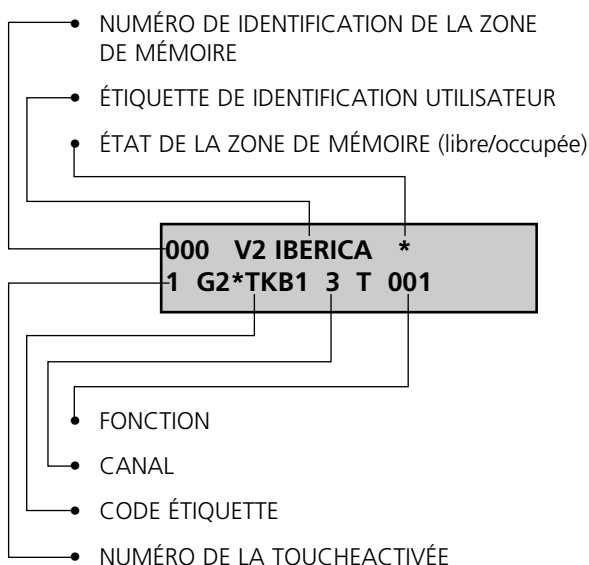 NUMÉRO DE IDENTIFICATION DE LA ZONE
DE MÉMOIRE
ÉTIQUETTE DE IDENTIFICATION UTILISATEUR
ÉTAT DE LA ZONE DE MÉMOIRE (libre/occupée)
000 V2 IBERICA *
1 G2*TKB1 3 T 001
FONCTION
CANAL
CODE ÉTIQUETTE
NUMÉRO DE LA TOUCHEACTIVÉE